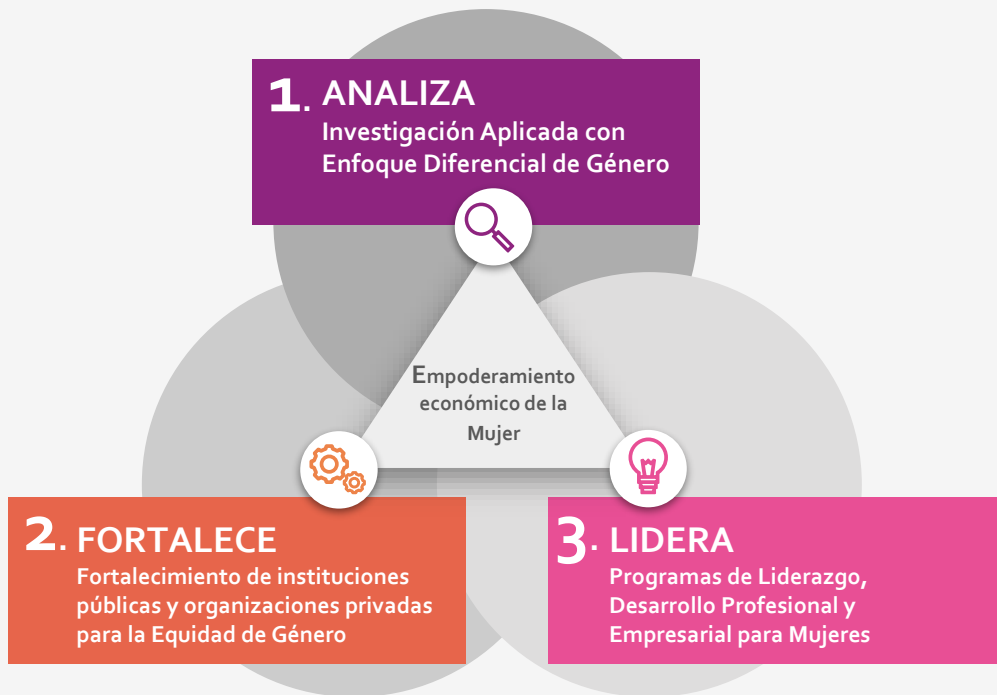 1. ANALIZA
Investigación Aplicada con
Enfoque Diferencial de Género
Empoderamiento
económico de la
Mujer
2. FORTALECE
Fortalecimiento de instituciones
públicas y organizaciones privadas
para la Equidad de Género
3. LIDERA
Programas de Liderazgo,
Desarrollo Profesional y
Empresarial para Mujeres